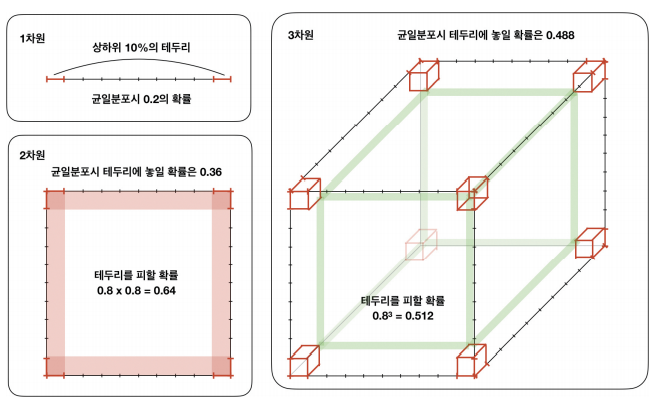 1차원
상하위 10%의 테두리
균일분포시 0.2의 확률
2차원
균일분포시 테두리에 놓일 확률은 0.36
테두리를 피할 확률
0.8 x 0.8 = 0.64
3차원
균일분포시 테두리에 놓일 확률은 0.488
테두리를 피할 확률
0.8³ = 0.512